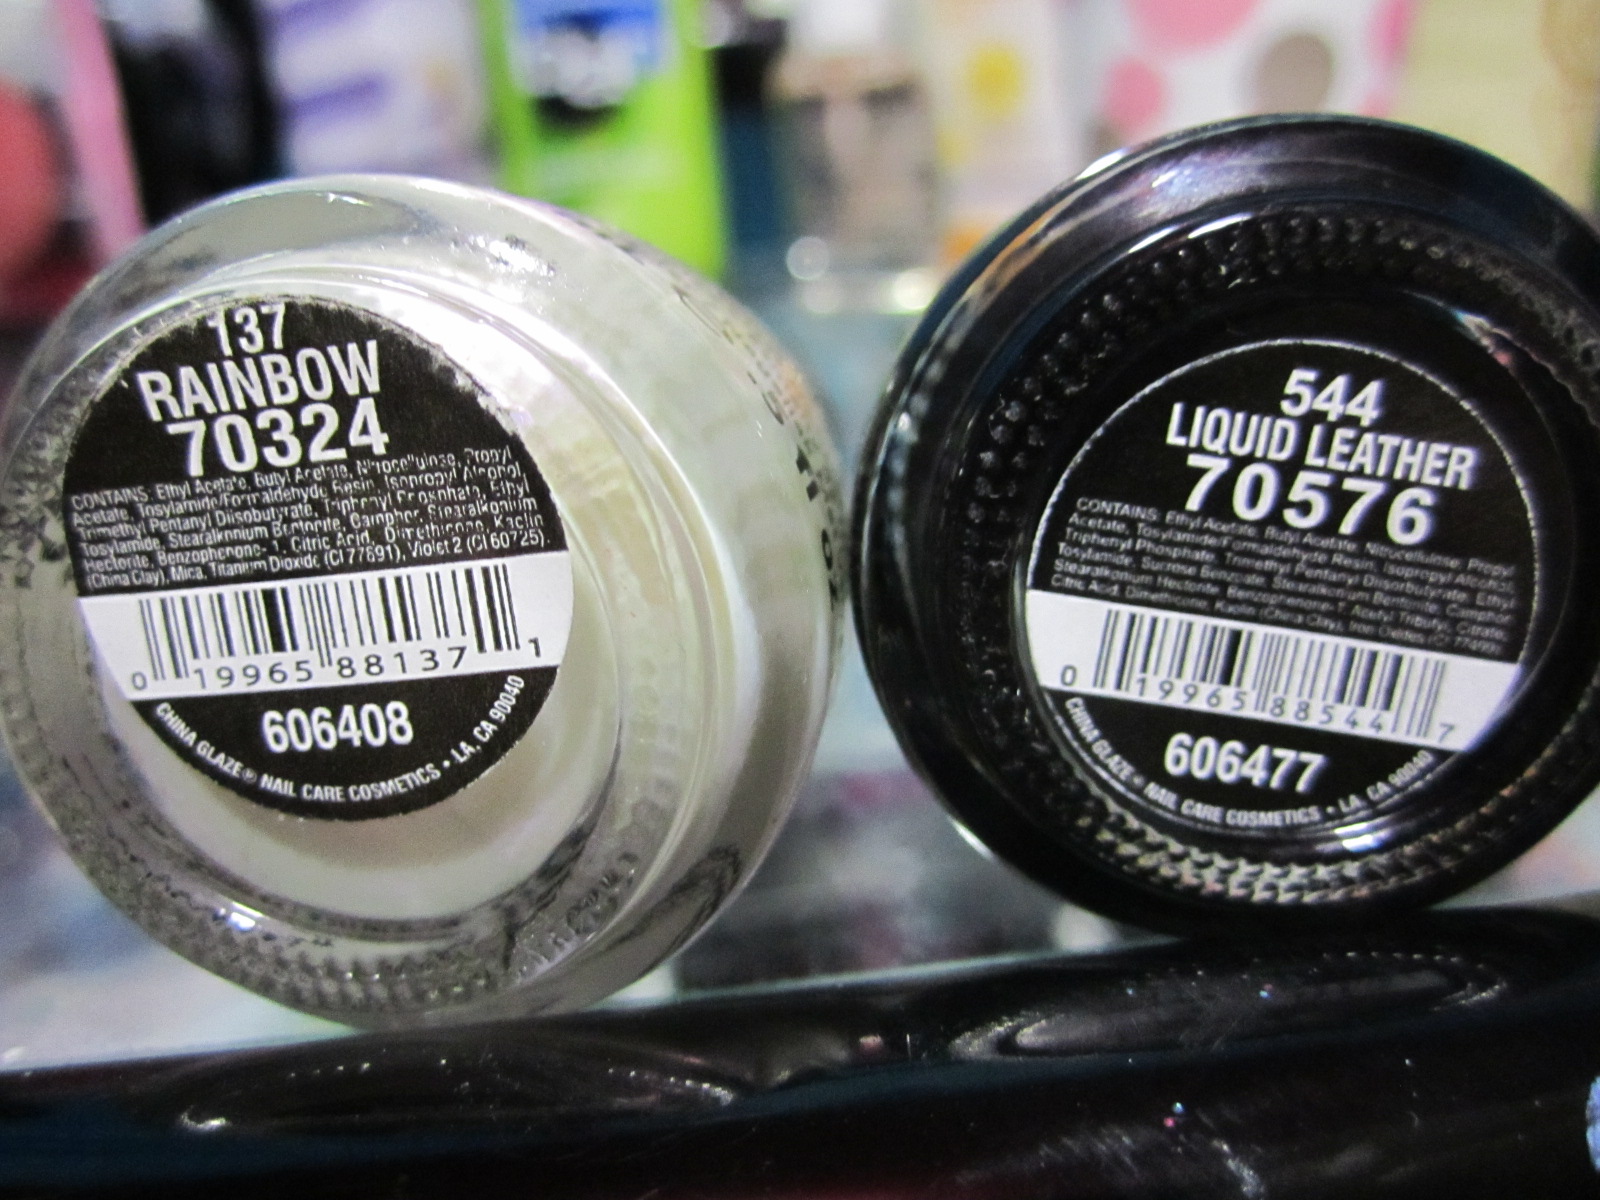 137
RAINBOW
70324
CONTAINS: Ethyl Acetate, Butyl Acetate, Nitrocellulose, Propyl
Acetate, Tosylamide/Formaldehyde Resin, Isopropyl Alcohol,
Trimethyl Pentanyl Diisobutyrate, Triphenyl Phosphate, Ethyl
Tosylamide, Stearalkonium Bentonite, Camphor, Stearalkonium
Hectorite, Benzophenone-1, Citric Acid, Dimethicone, Kaolin
(China Clay), Mica, Titanium Dioxide (CI 77891), Violet 2 (CI 60725).
0 19965 88137 1
606408
CHINA GLAZE® NAIL CARE COSMETICS • LA, CA 90040
544
LIQUID LEATHER
70576
CONTAINS: Ethyl Acetate, Butyl Acetate, Nitrocellulose, Propyl
Acetate, Tosylamide/Formaldehyde Resin, Isopropyl Alcohol,
Triphenyl Phosphate, Trimethyl Pentanyl Diisobutyrate, Ethyl
Tosylamide, Sucrose Benzoate, Stearalkonium Bentonite, Camphor,
Stearalkonium Hectorite, Benzophenone-1, Acetyl Tributyl Citrate,
Citric Acid, Dimethicone, Kaolin (China Clay), Iron Oxides (CI 77499).
0 19965 88544 7
606477
CHINA GLAZE® NAIL CARE COSMETICS • LA, CA 90040